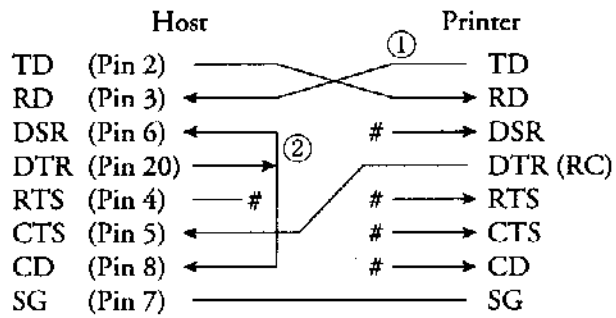 Host Printer
①
TD (Pin 2) TD
RD (Pin 3) RD
DSR (Pin 6) # DSR
②
DTR (Pin 20) DTR (RC)
RTS (Pin 4) # # RTS
CTS (Pin 5) # CTS
CD (Pin 8) # CD
SG (Pin 7) SG